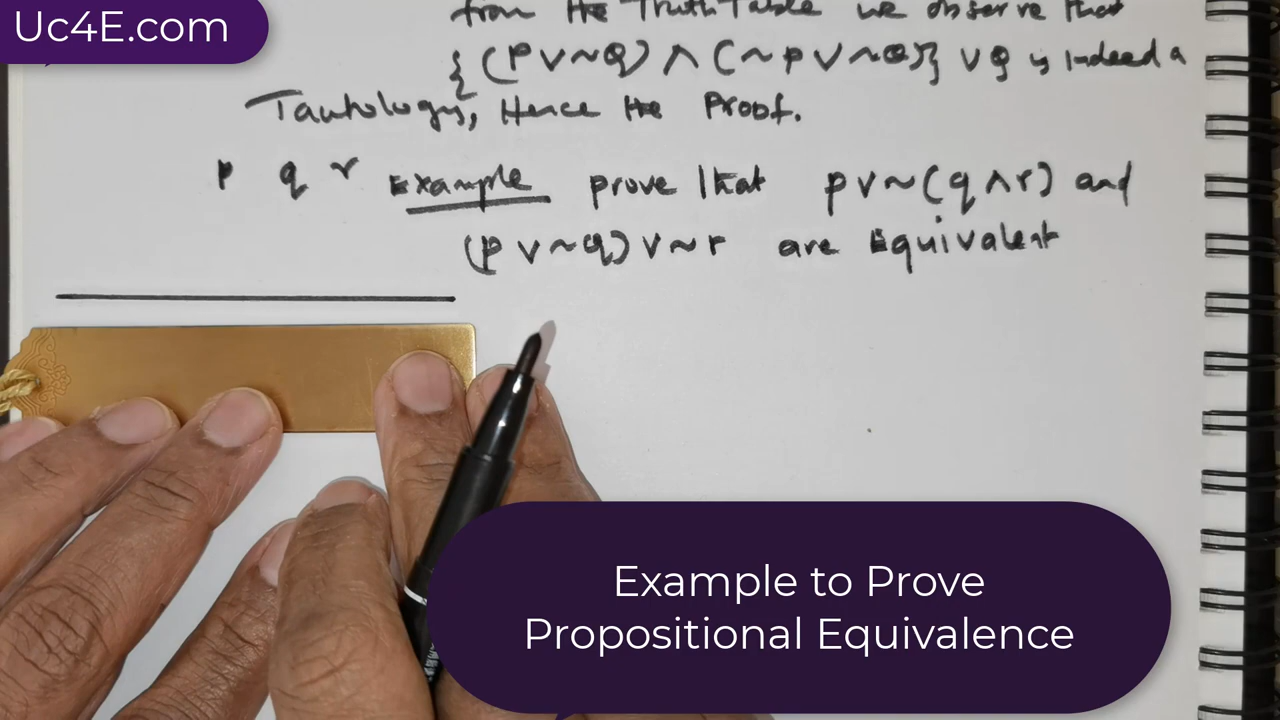 Uc4E.com
from the Truth Table we observe that
{(P∨~Q)∧(~P∨~Q)}∨Q is indeed a
Tautology, Hence the Proof.
p q r Example prove that p∨~(q∧r) and
(p∨~q)∨~r are Equivalent
Example to Prove
Propositional Equivalence